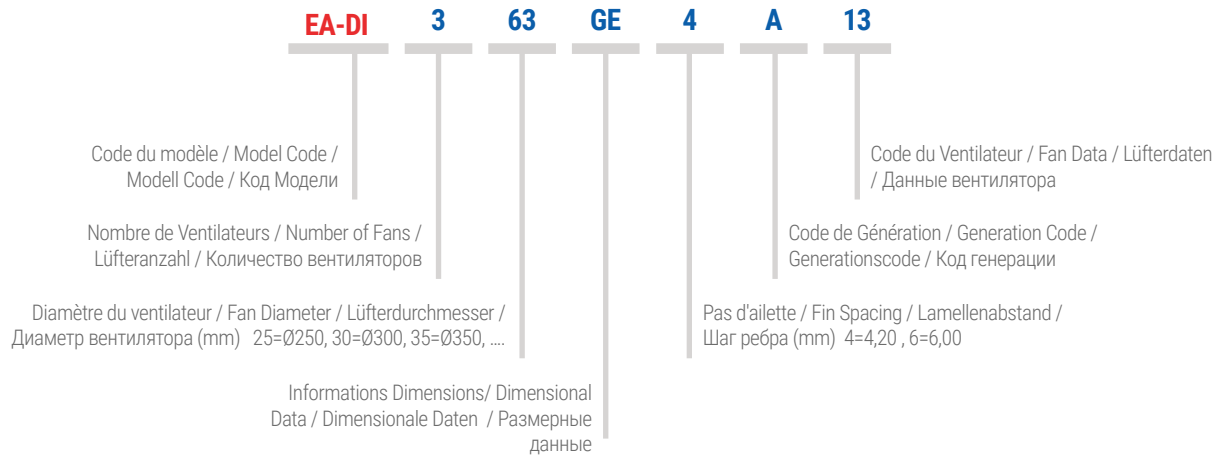 EA-DI 3 63 GE 4 A 13
Code du modèle / Model Code /
Modell Code / Код Модели
Code du Ventilateur / Fan Data / Lüfterdaten
/ Данные вентилятора
Nombre de Ventilateurs / Number of Fans /
Lüfteranzahl / Количество вентиляторов
Code de Génération / Generation Code /
Generationscode / Код генерации
Diamètre du ventilateur / Fan Diameter / Lüfterdurchmesser /
Диаметр вентилятора (mm) 25=Ø250, 30=Ø300, 35=Ø350, ....
Pas d'ailette / Fin Spacing / Lamellenabstand /
Шаг ребра (mm) 4=4,20 , 6=6,00
Informations Dimensions/ Dimensional
Data / Dimensionale Daten / Размерные
данные